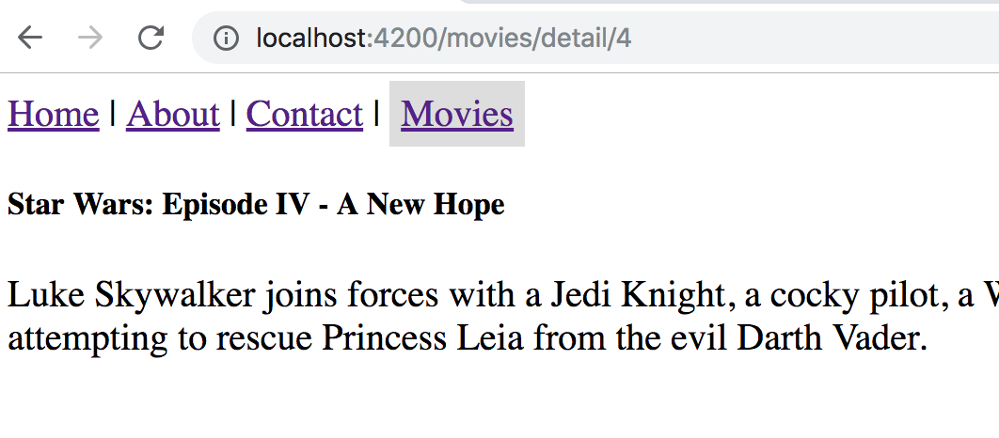 localhost:4200/movies/detail/4
Home | About | Contact | Movies
Star Wars: Episode IV - A New Hope
Luke Skywalker joins forces with a Jedi Knight, a cocky pilot, a
attempting to rescue Princess Leia from the evil Darth Vader.